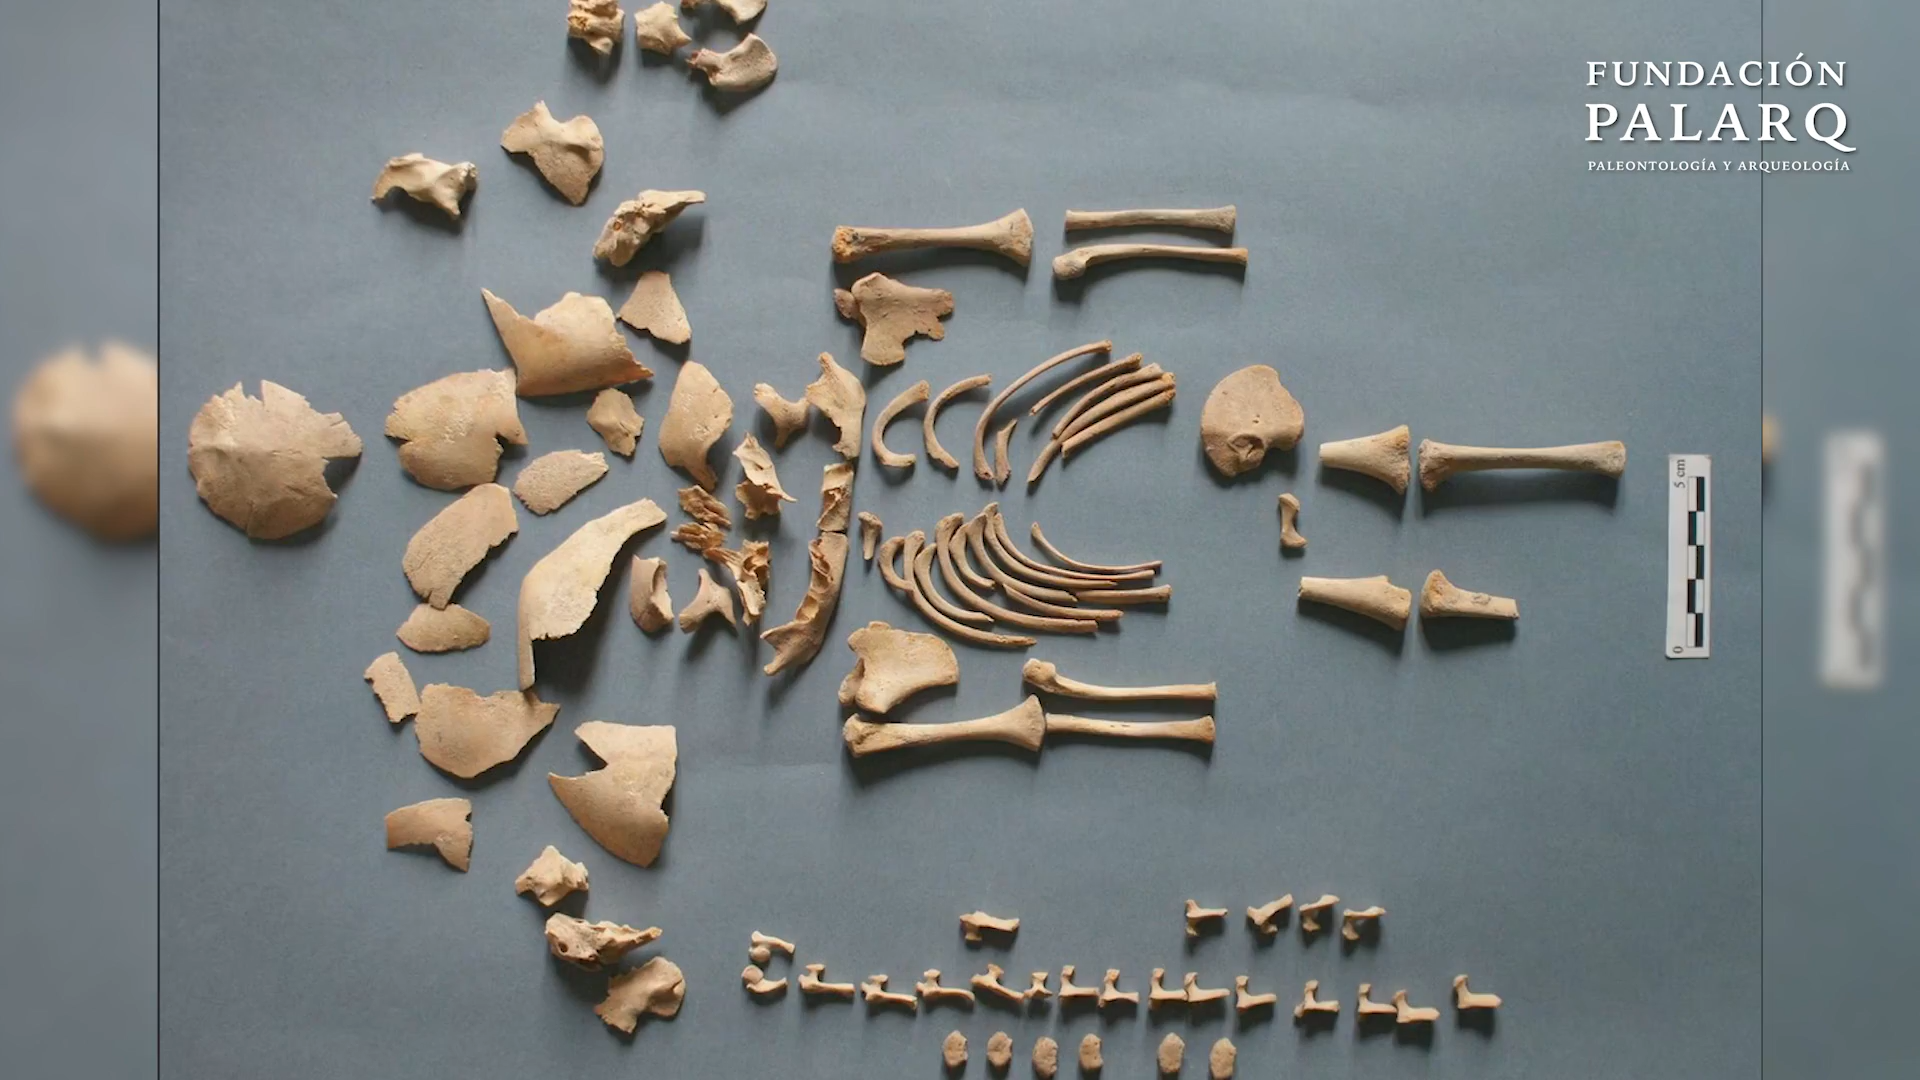 FUNDACIÓN
PALARQ
PALEONTOLOGÍA Y ARQUEOLOGÍA
5 cm
0